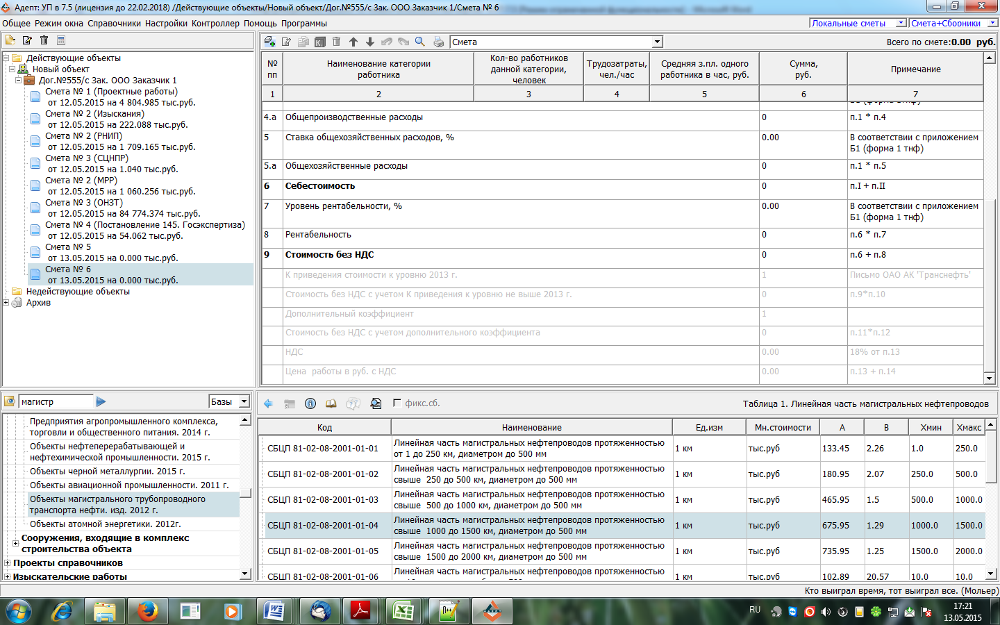 Адепт: УП в 7.5 (лицензия до 22.02.2018) /Действующие объекты/Новый объект/Дог.№555/с Зак. ООО Заказчик 1/Смета № 6
Общее Режим окна Справочники Настройки Контроллер Помощь Программы
Локальные сметы
Смета+Сборники
Действующие объекты
Новый объект
Дог.№555/с Зак. ООО Заказчик 1
Смета № 1 (Проектные работы)
от 12.05.2015 на 4 804.985 тыс.руб.
Смета № 2 (Изыскания)
от 12.05.2015 на 222.088 тыс.руб.
Смета № 2 (РНИП)
от 12.05.2015 на 1 709.165 тыс.руб.
Смета № 3 (СЦНПР)
от 12.05.2015 на 1.040 тыс.руб.
Смета № 2 (МРР)
от 12.05.2015 на 1 060.256 тыс.руб.
Смета № 3 (ОНЗТ)
от 12.05.2015 на 84 774.374 тыс.руб.
Смета № 4 (Постановление 145. Госэкспертиза)
от 12.05.2015 на 54.062 тыс.руб.
Смета № 5
от 13.05.2015 на 0.000 тыс.руб.
Смета № 6
от 13.05.2015 на 0.000 тыс.руб.
Недействующие объекты
Архив
Смета
Всего по смете:0.00 руб.
№ пп Наименование категории работника Кол-во работников данной категории, человек Трудозатраты, чел./час Средняя з.пл. одного работника в час, руб. Сумма, руб. Примечание
1 2 3 4 5 6 7
4.а Общепроизводственные расходы 0 п.1 * п.4
5 Ставка общехозяйственных расходов, % 0.00 В соответствии с приложением
Б1 (форма 1 тнф)
5.а Общехозяйственные расходы 0 п.1 * п.5
6 Себестоимость 0 п.I + п.II
7 Уровень рентабельности, % 0.00 В соответствии с приложением
Б1 (форма 1 тнф)
8 Рентабельность 0 п.6 * п.7
9 Стоимость без НДС 0 п.6 + п.8
К приведения стоимости к уровню 2013 г. 1 Письмо ОАО АК 'Транснефть'
Стоимость без НДС с учетом К приведения к уровню не выше 2013 г. 0 п.9*п.10
Дополнительный коэффициент 1
Стоимость без НДС с учетом дополнительного коэффициента 0 п.11*п.12
НДС 0.00 18% от п.13
Цена работы в руб. с НДС 0.00 п.13 + п.14
магистр
Базы
Предприятия агропромышленного комплекса,
торговли и общественного питания. 2014 г.
Объекты нефтеперерабатывающей и
нефтехимической промышленности. 2015 г.
Объекты черной металлургии. 2015 г.
Объекты авиационной промышленности. 2011 г.
Объекты магистрального трубопроводного
транспорта нефти. изд. 2012 г.
Объекты атомной энергетики. 2012г.
Сооружения, входящие в комплекс
строительства объекта
Проекты справочников
Изыскательские работы
фикс.сб.
Таблица 1. Линейная часть магистральных нефтепроводов
Код Наименование Ед.изм Мн.стоимости A B Xмин Xмакс
СБЦП 81-02-08-2001-01-01 Линейная часть магистральных нефтепроводов протяженностью 1 км тыс.руб 133.45 2.26 1.0 250.0
от 1 до 250 км, диаметром до 500 мм
СБЦП 81-02-08-2001-01-02 Линейная часть магистральных нефтепроводов протяженностью 1 км тыс.руб 180.95 2.07 250.0 500.0
свыше 250 до 500 км, диаметром до 500 мм
СБЦП 81-02-08-2001-01-03 Линейная часть магистральных нефтепроводов протяженностью 1 км тыс.руб 465.95 1.5 500.0 1000.0
свыше 500 до 1000 км, диаметром до 500 мм
СБЦП 81-02-08-2001-01-04 Линейная часть магистральных нефтепроводов протяженностью 1 км тыс.руб 675.95 1.29 1000.0 1500.0
свыше 1000 до 1500 км, диаметром до 500 мм
СБЦП 81-02-08-2001-01-05 Линейная часть магистральных нефтепроводов протяженностью 1 км тыс.руб 735.95 1.25 1500.0 2000.0
свыше 1500 до 2000 км, диаметром до 500 мм
СБЦП 81-02-08-2001-01-06 Линейная часть магистральных нефтепроводов протяженностью 1 км тыс.руб 102.89 20.57 10.0 10.0
Кто выиграл время, тот выиграл все. (Мольер)
RU
17:21
13.05.2015